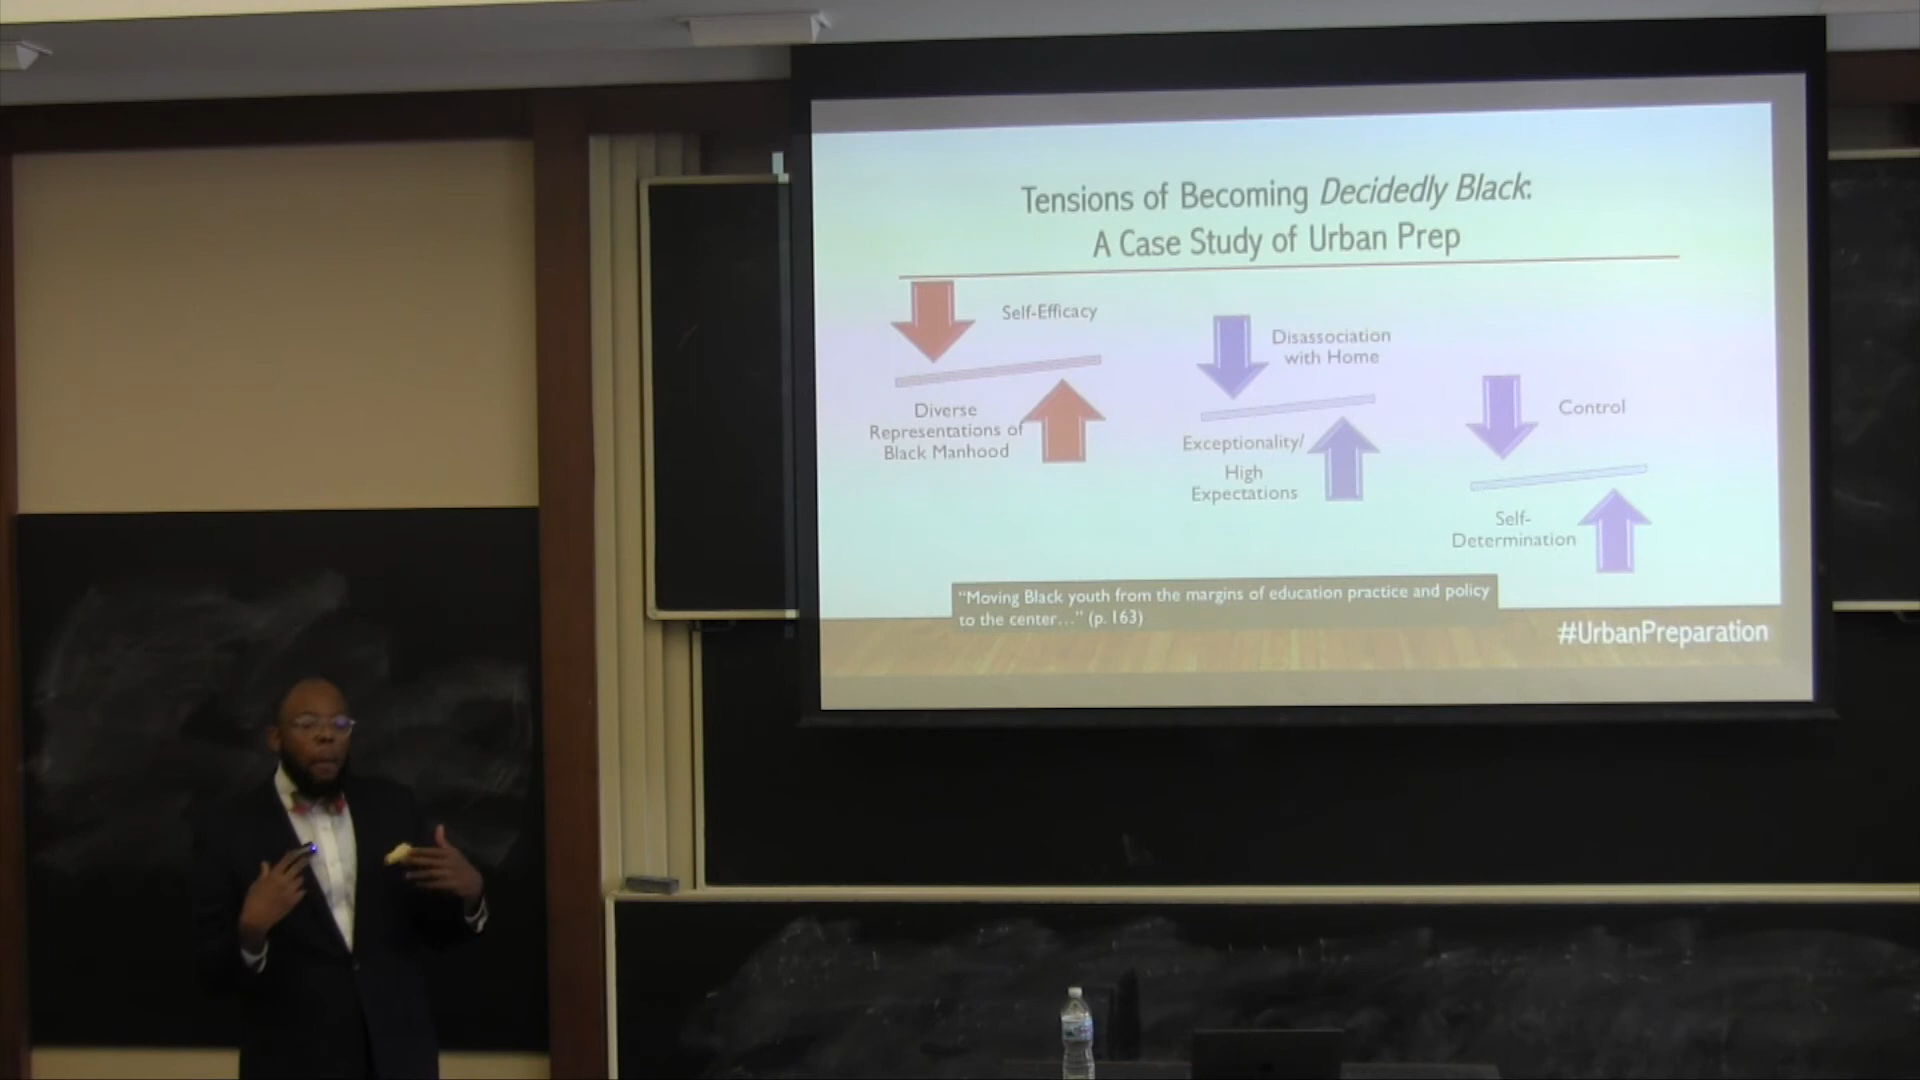 Tensions of Becoming Decidedly Black:
A Case Study of Urban Prep
Self-Efficacy
Diverse
Representations of
Black Manhood
Disassociation
with Home
Exceptionality/
High
Expectations
Control
Self-
Determination
“Moving Black youth from the margins of education practice and policy
to the center…” (p. 163)
#UrbanPreparation